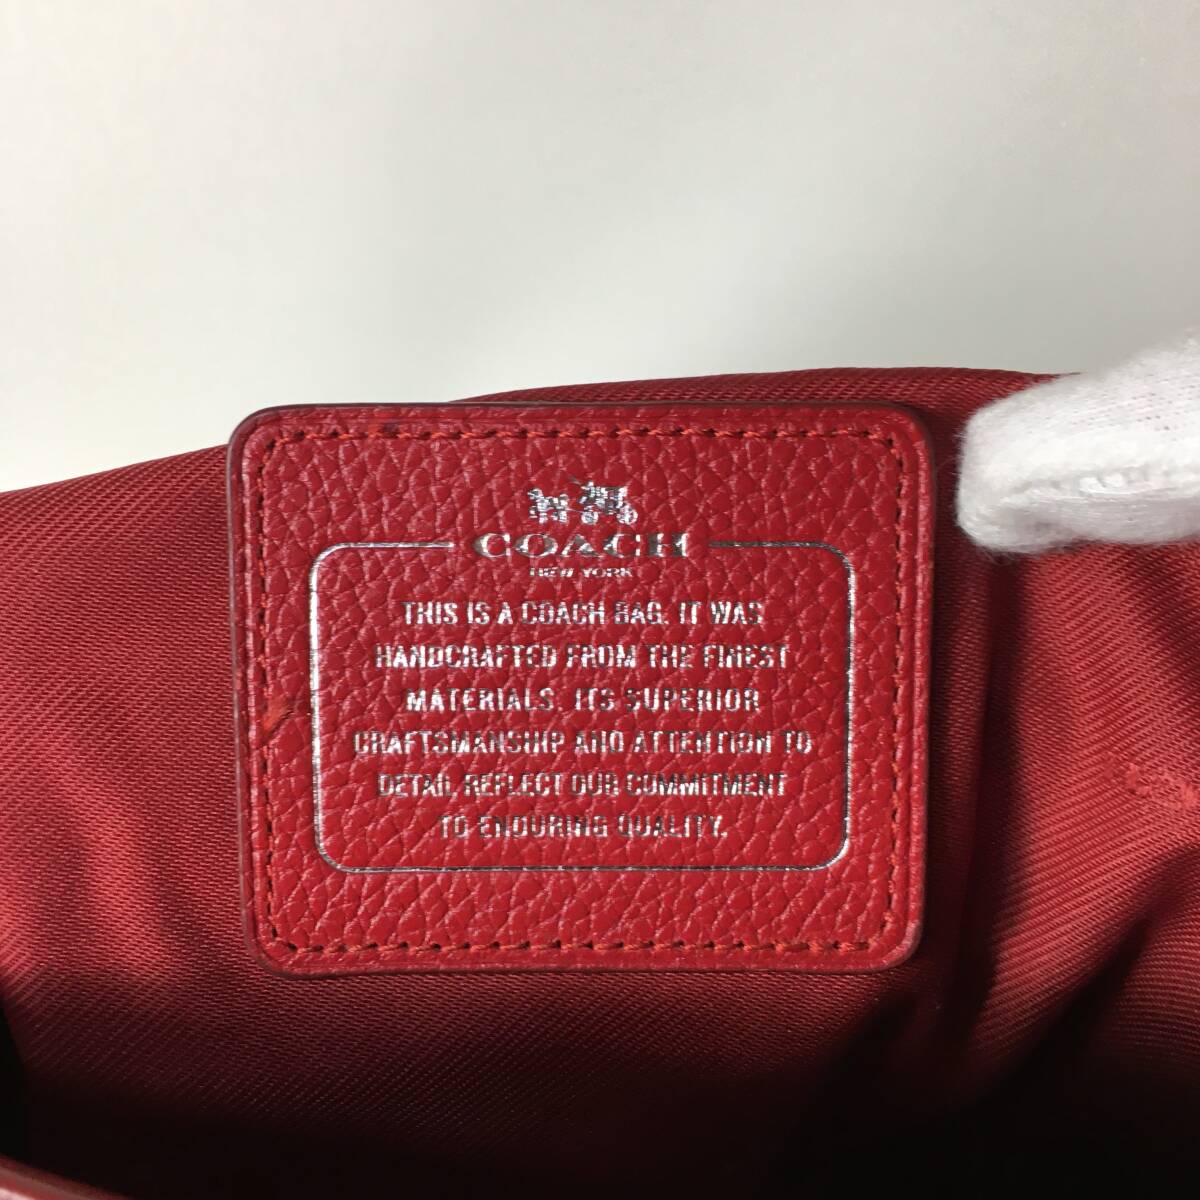 COACH
NEW YORK
THIS IS A COACH BAG. IT WAS
HANDCRAFTED FROM THE FINEST
MATERIALS. ITS SUPERIOR
CRAFTSMANSHIP AND ATTENTION TO
DETAIL REFLECT OUR COMMITMENT
TO ENDURING QUALITY.